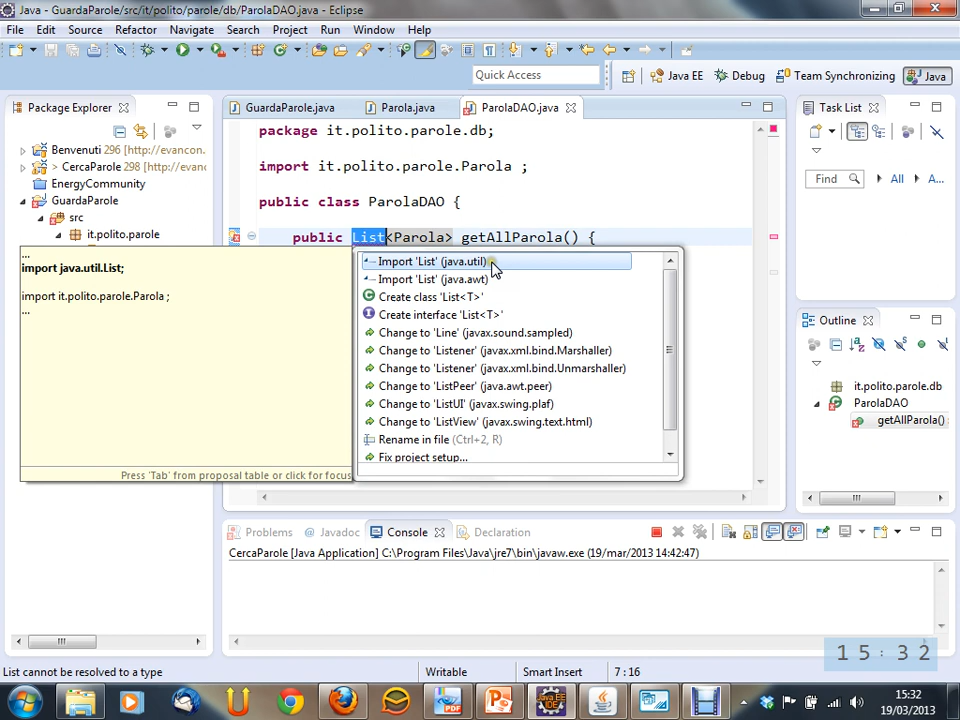 Java - GuardaParole/src/it/polito/parole/db/ParolaDAO.java - Eclipse
File Edit Source Refactor Navigate Search Project Run Window Help
Quick Access
Java EE Debug Team Synchronizing Java
Package Explorer
GuardaParole.java Parola.java ParolaDAO.java
Task List
Benvenuti 296 [http://evancon.
> CercaParole 298 [http://evanc
EnergyCommunity
GuardaParole
src
it.polito.parole
package it.polito.parole.db;
import it.polito.parole.Parola ;
public class ParolaDAO {
public List<Parola> getAllParola() {
Find All A...
...
import java.util.List;
import it.polito.parole.Parola ;
...
Press 'Tab' from proposal table or click for focus
Import 'List' (java.util)
Import 'List' (java.awt)
Create class 'List<T>'
Create interface 'List<T>'
Change to 'Line' (javax.sound.sampled)
Change to 'Listener' (javax.xml.bind.Marshaller)
Change to 'Listener' (javax.xml.bind.Unmarshaller)
Change to 'ListPeer' (java.awt.peer)
Change to 'ListUI' (javax.swing.plaf)
Change to 'ListView' (javax.swing.text.html)
Rename in file (Ctrl+2, R)
Fix project setup...
Outline
it.polito.parole.db
ParolaDAO
getAllParola()
Problems Javadoc Console Declaration
CercaParole [Java Application] C:\Program Files\Java\jre7\bin\javaw.exe (19/mar/2013 14:42:47)
15:32
List cannot be resolved to a type Writable Smart Insert 7 : 16
15:32
19/03/2013